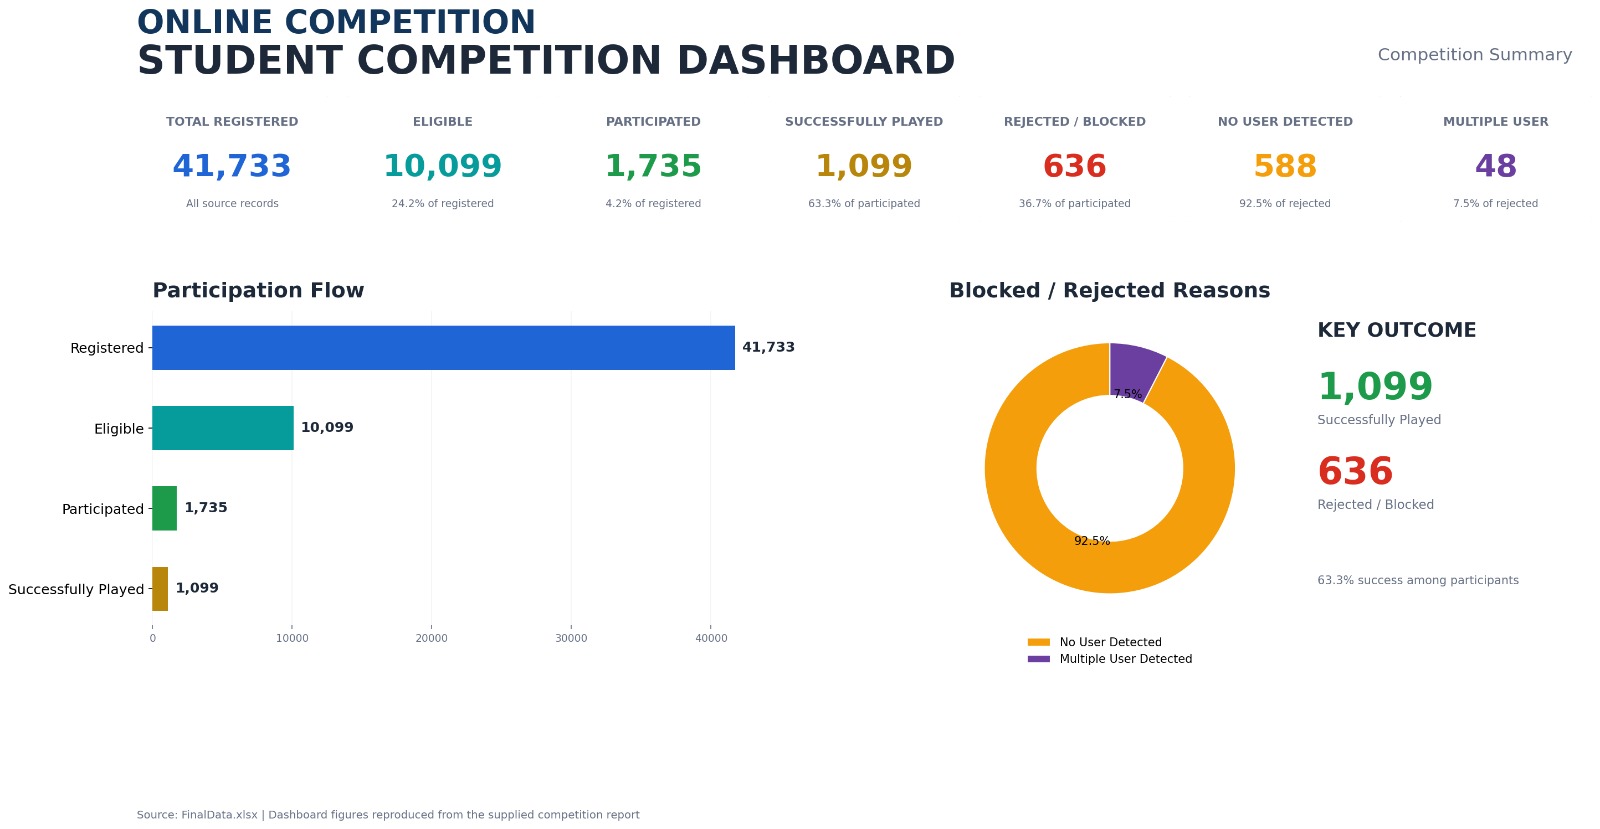 ONLINE COMPETITION
STUDENT COMPETITION DASHBOARD
Competition Summary
TOTAL REGISTERED
41,733
All source records
ELIGIBLE
10,099
24.2% of registered
PARTICIPATED
1,735
4.2% of registered
SUCCESSFULLY PLAYED
1,099
63.3% of participated
REJECTED / BLOCKED
636
36.7% of participated
NO USER DETECTED
588
92.5% of rejected
MULTIPLE USER
48
7.5% of rejected
Participation Flow
Registered
41,733
Eligible
10,099
Participated
1,735
Successfully Played
1,099
0
10000
20000
30000
40000
Blocked / Rejected Reasons
7.5%
92.5%
No User Detected
Multiple User Detected
KEY OUTCOME
1,099
Successfully Played
636
Rejected / Blocked
63.3% success among participants
Source: FinalData.xlsx | Dashboard figures reproduced from the supplied competition report